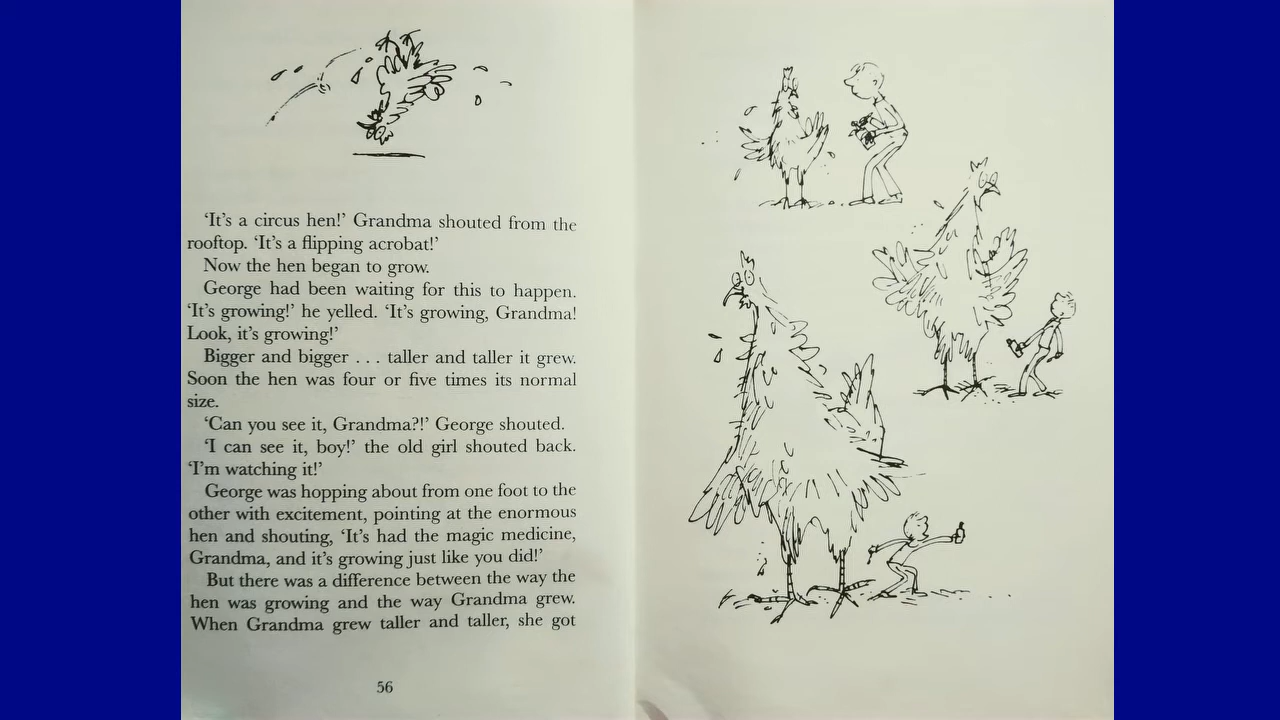 ‘It’s a circus hen!’ Grandma shouted from the
rooftop. ‘It’s a flipping acrobat!’
Now the hen began to grow.
George had been waiting for this to happen.
‘It’s growing!’ he yelled. ‘It’s growing, Grandma!
Look, it’s growing!’
Bigger and bigger . . . taller and taller it grew.
Soon the hen was four or five times its normal
size.
‘Can you see it, Grandma?!’ George shouted.
‘I can see it, boy!’ the old girl shouted back.
‘I’m watching it!’
George was hopping about from one foot to the
other with excitement, pointing at the enormous
hen and shouting, ‘It’s had the magic medicine,
Grandma, and it’s growing just like you did!’
But there was a difference between the way the
hen was growing and the way Grandma grew.
When Grandma grew taller and taller, she got
56